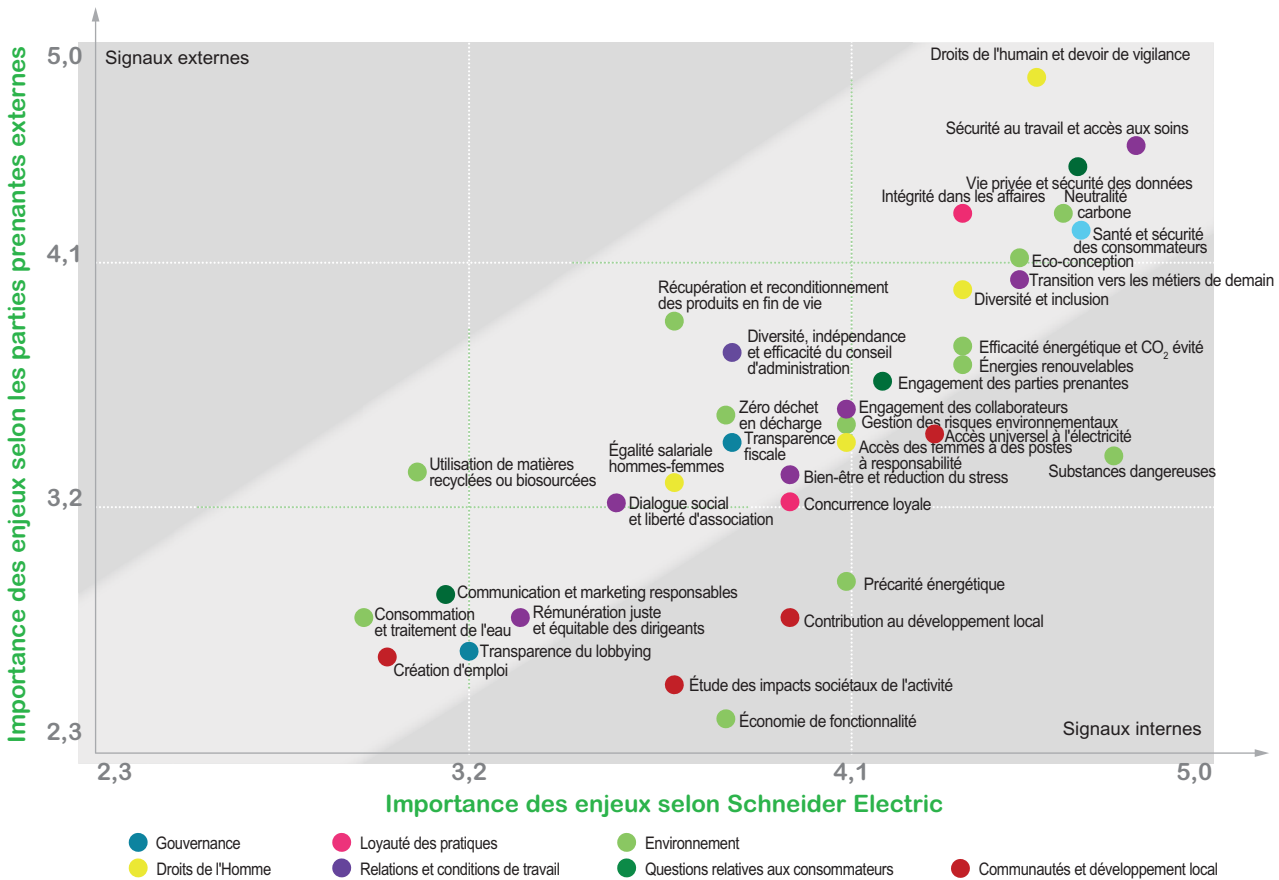 Importance des enjeux selon les parties prenantes externes
5,0
Signaux externes
Droits de l'humain et devoir de vigilance
Sécurité au travail et accès aux soins
Vie privée et sécurité des données
Intégrité dans les affaires
Neutralité
carbone
Santé et sécurité
des consommateurs
4,1
Eco-conception
Transition vers les métiers de demain
Diversité et inclusion
Récupération et reconditionnement
des produits en fin de vie
Diversité, indépendance
et efficacité du conseil
d'administration
Efficacité énergétique et CO2 évité
Énergies renouvelables
Engagement des parties prenantes
Zéro déchet
en décharge
Engagement des collaborateurs
Gestion des risques environnementaux
Transparence
fiscale
Accès universel à l'électricité
Accès des femmes à des postes
à responsabilité
Égalité salariale
hommes-femmes
Utilisation de matières
recyclées ou biosourcées
Bien-être et réduction du stress
Substances dangereuses
3,2
Dialogue social
et liberté d'association
Concurrence loyale
Précarité énergétique
Communication et marketing responsables
Consommation
et traitement de l'eau
Rémunération juste
et équitable des dirigeants
Contribution au développement local
Transparence du lobbying
Création d'emploi
Étude des impacts sociétaux de l'activité
Économie de fonctionnalité
Signaux internes
2,3
2,3
3,2
4,1
5,0
Importance des enjeux selon Schneider Electric
Gouvernance
Loyauté des pratiques
Environnement
Droits de l'Homme
Relations et conditions de travail
Questions relatives aux consommateurs
Communautés et développement local